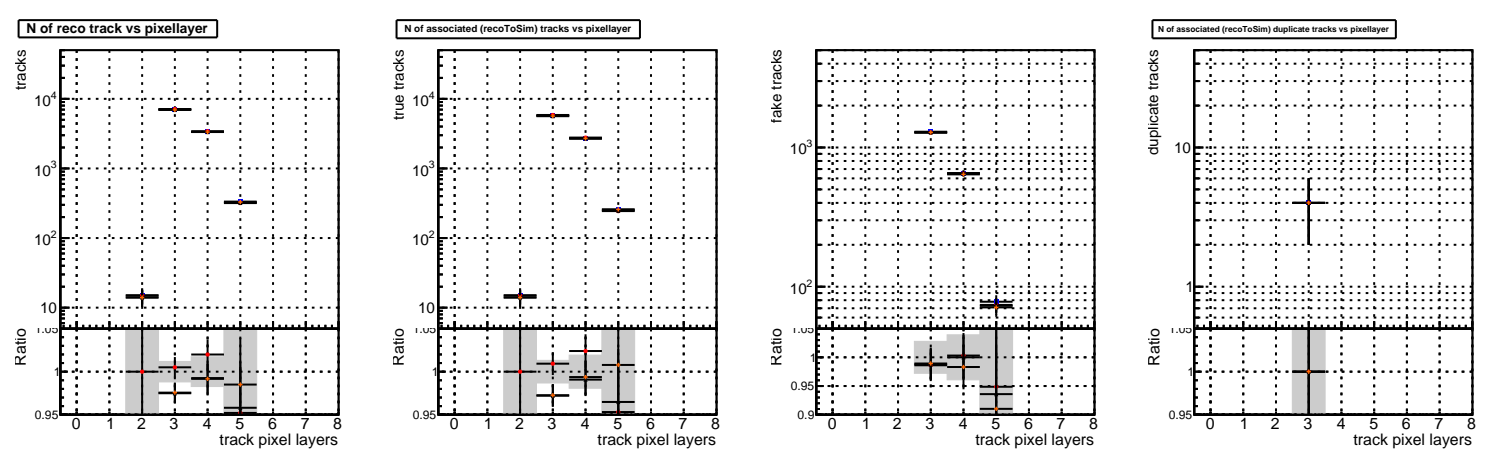 N of reco track vs pixellayer
tracks
10^4
10^3
10^2
10
Ratio
1.05
1
0.95
0 1 2 3 4 5 6 7 8
track pixel layers
N of associated (recoToSim) tracks vs pixellayer
true tracks
10^4
10^3
10^2
10
Ratio
1.05
1
0.95
0 1 2 3 4 5 6 7 8
track pixel layers
fake tracks
10^3
10^2
Ratio
1.05
1
0.95
0.9
0 1 2 3 4 5 6 7 8
track pixel layers
N of associated (recoToSim) duplicate tracks vs pixellayer
duplicate tracks
10
1
Ratio
1.05
1
0.95
0 1 2 3 4 5 6 7 8
track pixel layers